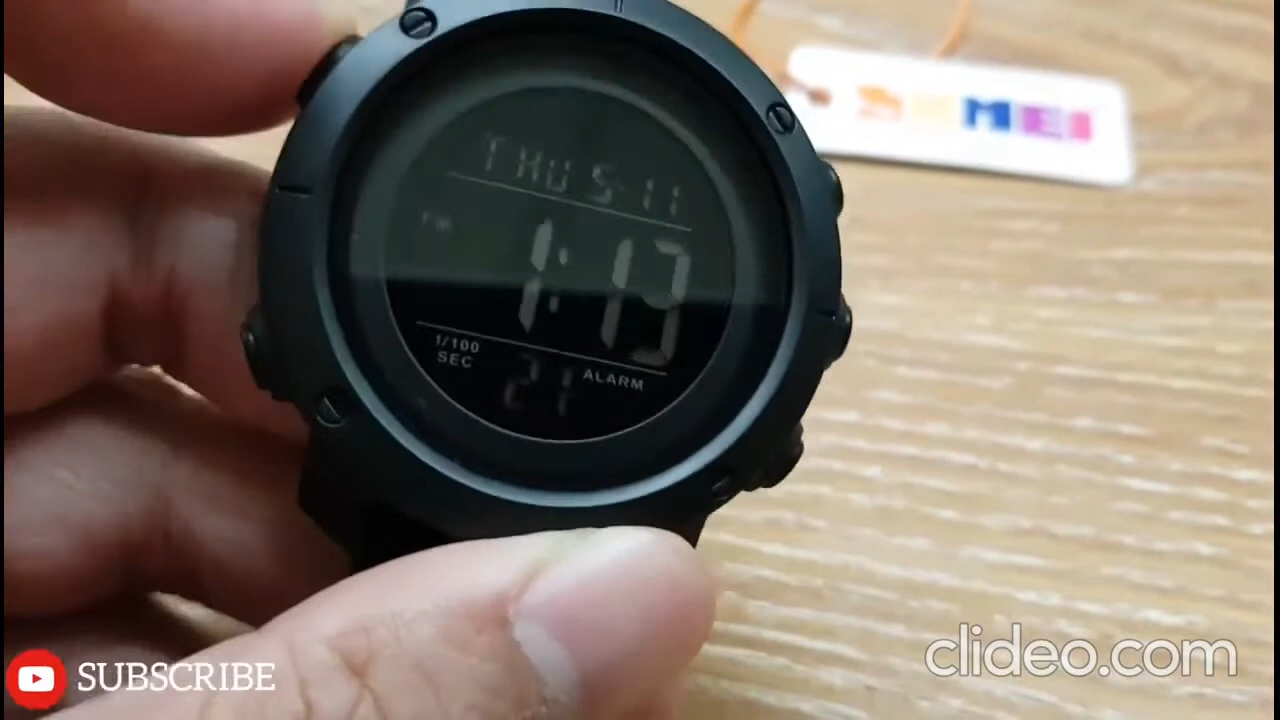 SKMEI
THU 5-11
PM
1:13
1/100
SEC
ALARM
21
SUBSCRIBE
clideo.com